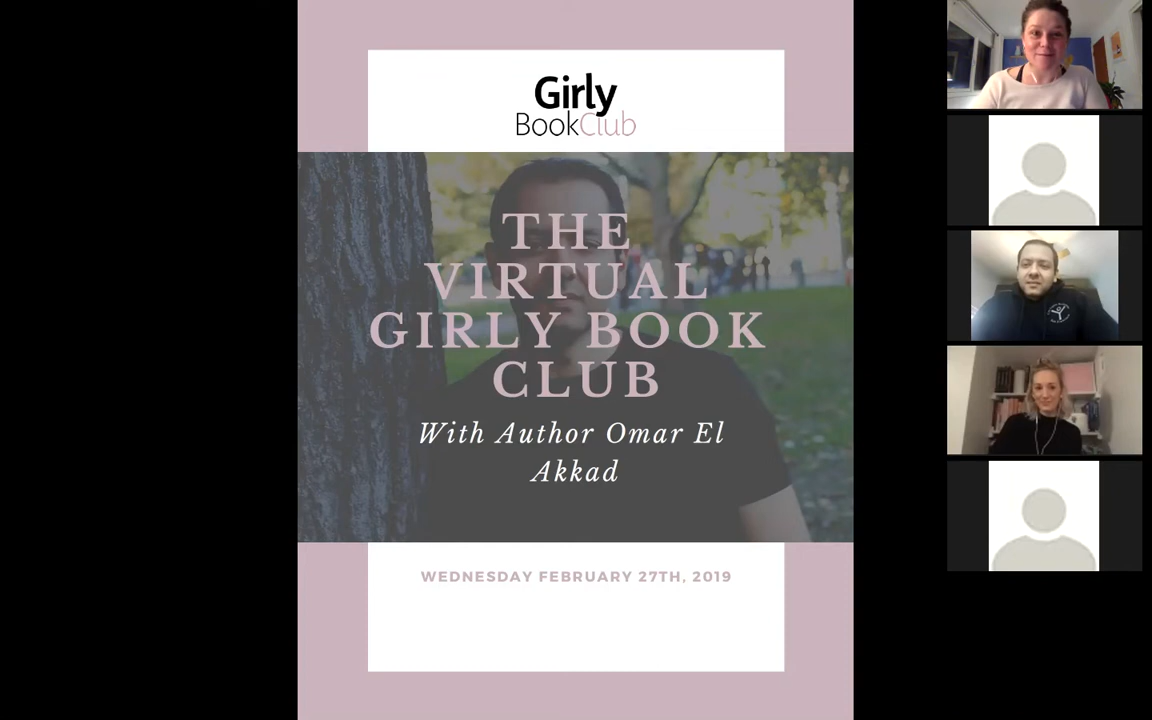 Girly
BookClub
THE
VIRTUAL
GIRLY BOOK
CLUB
With Author Omar El
Akkad
WEDNESDAY FEBRUARY 27TH, 2019